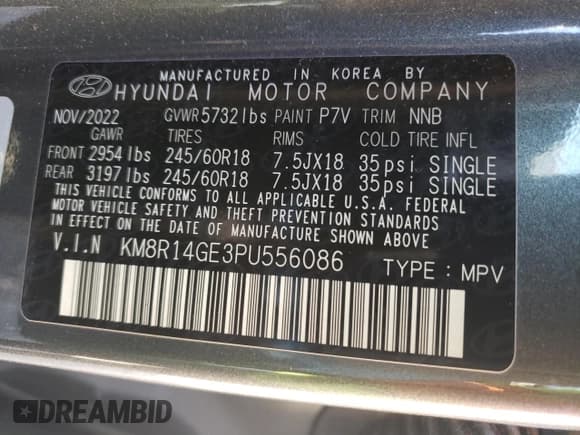 MANUFACTURED IN KOREA BY
HYUNDAI MOTOR COMPANY
NOV/2022 GVWR 5732 lbs PAINT P7V TRIM NNB
GAWR TIRES RIMS COLD TIRE INFL
FRONT 2954 lbs 245/60R18 7.5JX18 35psi SINGLE
REAR 3197 lbs 245/60R18 7.5JX18 35psi SINGLE
THIS VEHICLE CONFORMS TO ALL APPLICABLE U.S.A. FEDERAL
MOTOR VEHICLE SAFETY AND THEFT PREVENTION STANDARDS
IN EFFECT ON THE DATE OF MANUFACTURE SHOWN ABOVE
V.I.N KM8R14GE3PU556086 TYPE : MPV
DREAMBID